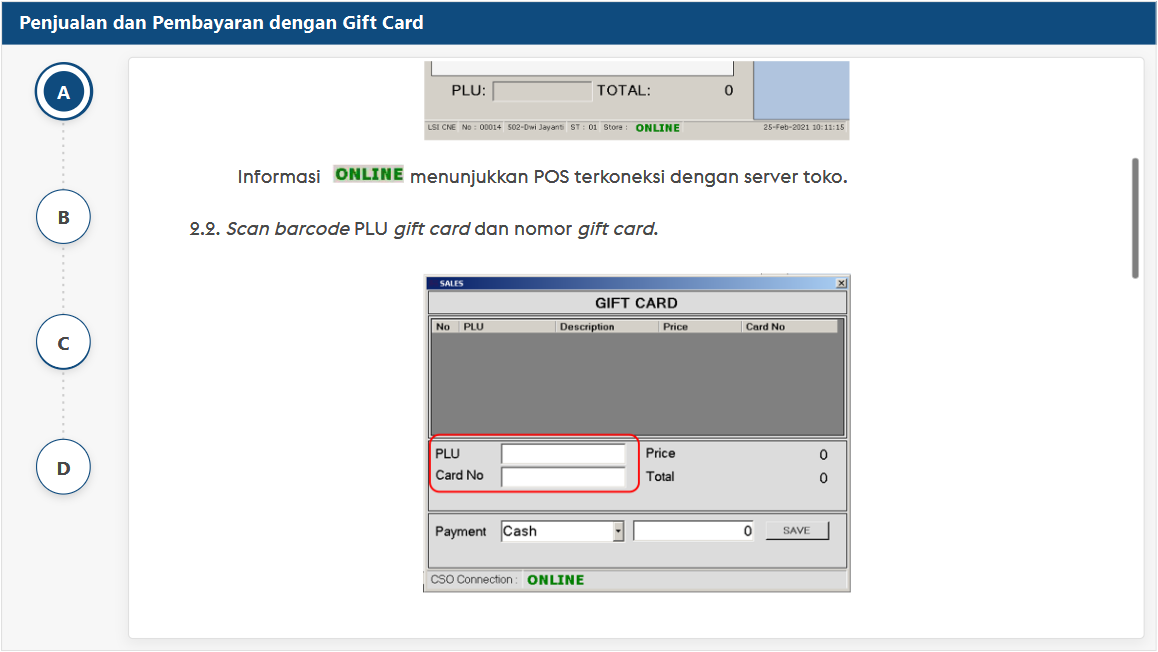 Penjualan dan Pembayaran dengan Gift Card
A
B
C
D
PLU: TOTAL: 0
LSI CNE No : 00014 502-Dwi Jayanti ST : 01 Store : ONLINE 25-Feb-2021 10:11:15
Informasi ONLINE menunjukkan POS terkoneksi dengan server toko.
2.2. Scan barcode PLU gift card dan nomor gift card.
SALES
GIFT CARD
No PLU Description Price Card No
PLU Price 0
Card No Total 0
Payment Cash 0 SAVE
CSO Connection : ONLINE